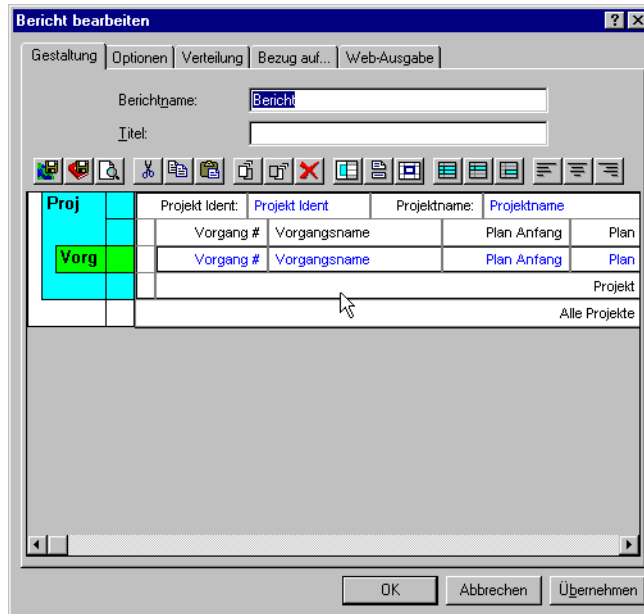 Bericht bearbeiten
Gestaltung Optionen Verteilung Bezug auf... Web-Ausgabe
Berichtname: Bericht
Titel:
Proj Projekt Ident: Projekt Ident Projektname: Projektname
Vorgang # Vorgangsname Plan Anfang Plan
Vorg Vorgang # Vorgangsname Plan Anfang Plan
Projekt
Alle Projekte
OK Abbrechen Übernehmen